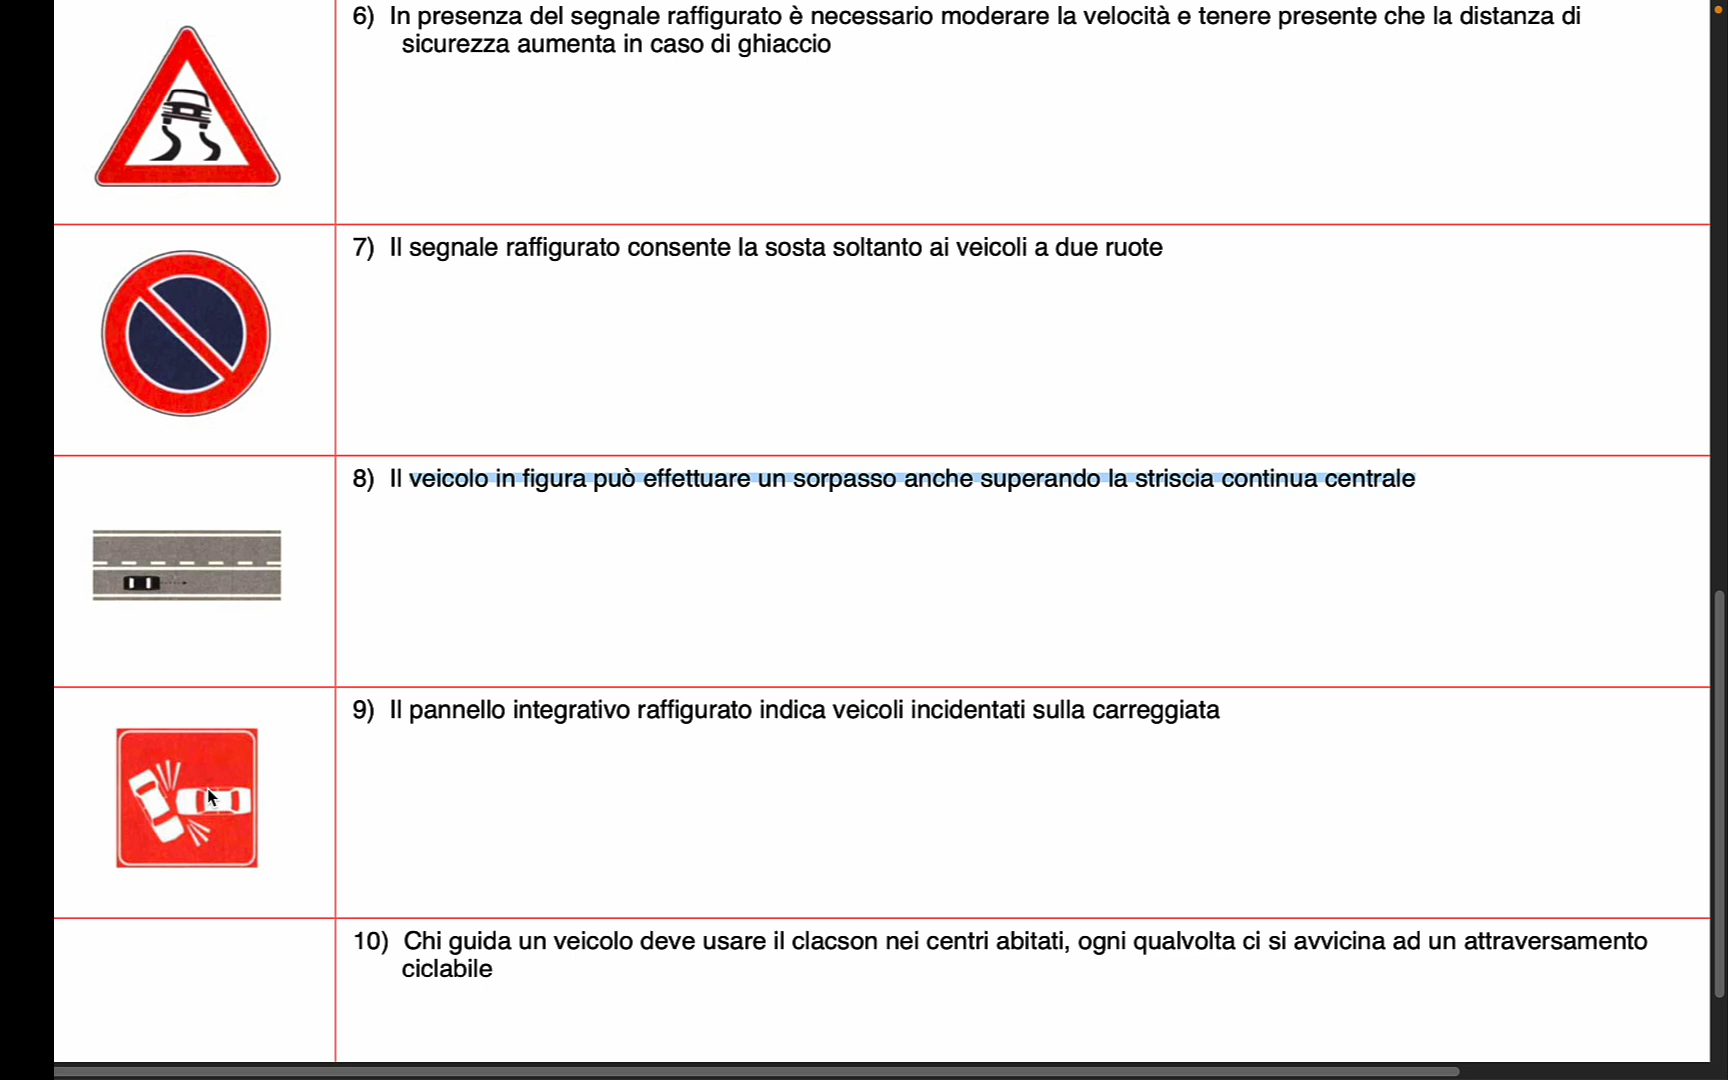 6) In presenza del segnale raffigurato è necessario moderare la velocità e tenere presente che la distanza di
sicurezza aumenta in caso di ghiaccio
7) Il segnale raffigurato consente la sosta soltanto ai veicoli a due ruote
8) Il veicolo in figura può effettuare un sorpasso anche superando la striscia continua centrale
9) Il pannello integrativo raffigurato indica veicoli incidentati sulla carreggiata
10) Chi guida un veicolo deve usare il clacson nei centri abitati, ogni qualvolta ci si avvicina ad un attraversamento
ciclabile